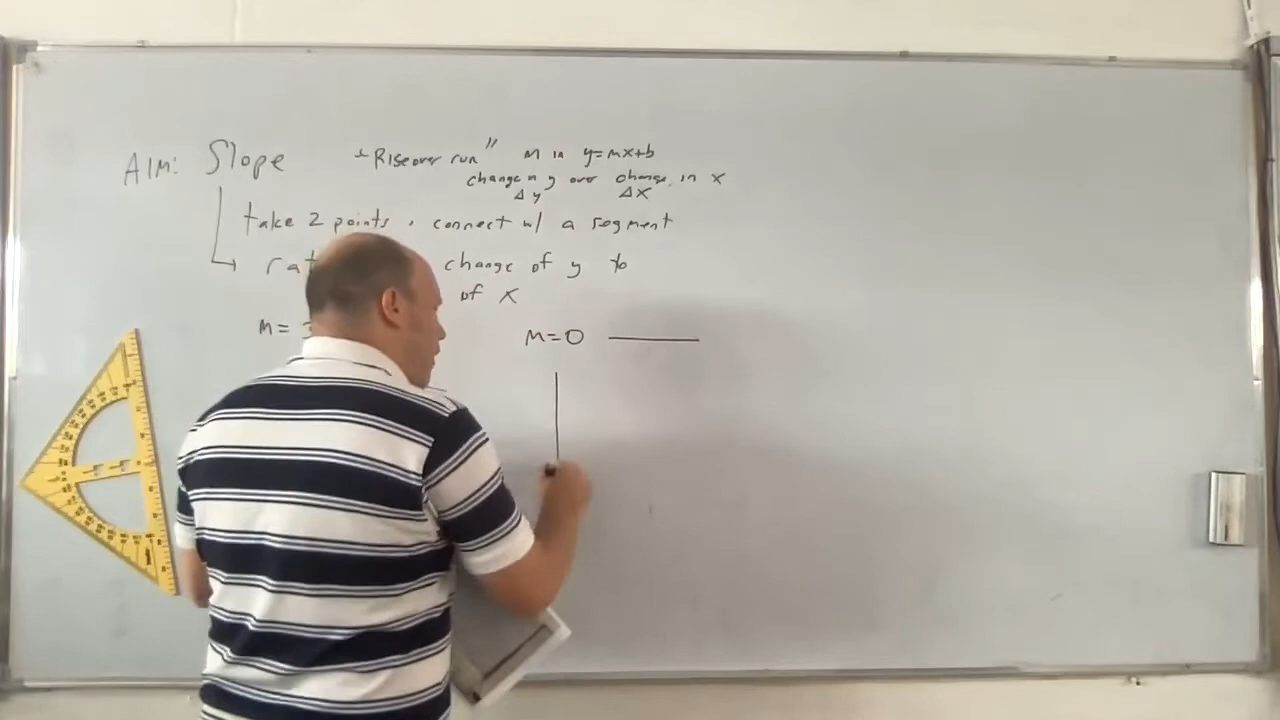 AIM: Slope "Rise over run" m in y=mx+b
change in y over change in x
Δy Δx
take 2 points, connect w/ a segment
change of y to
of x
m= m=0